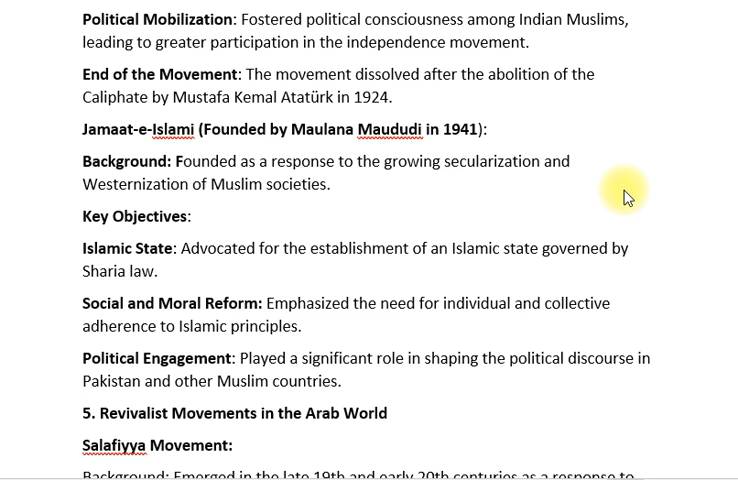 Political Mobilization: Fostered political consciousness among Indian Muslims,
leading to greater participation in the independence movement.
End of the Movement: The movement dissolved after the abolition of the
Caliphate by Mustafa Kemal Atatürk in 1924.
Jamaat-e-Islami (Founded by Maulana Maududi in 1941):
Background: Founded as a response to the growing secularization and
Westernization of Muslim societies.
Key Objectives:
Islamic State: Advocated for the establishment of an Islamic state governed by
Sharia law.
Social and Moral Reform: Emphasized the need for individual and collective
adherence to Islamic principles.
Political Engagement: Played a significant role in shaping the political discourse in
Pakistan and other Muslim countries.
5. Revivalist Movements in the Arab World
Salafiyya Movement:
Background: Emerged in the late 19th and early 20th centuries as a response to